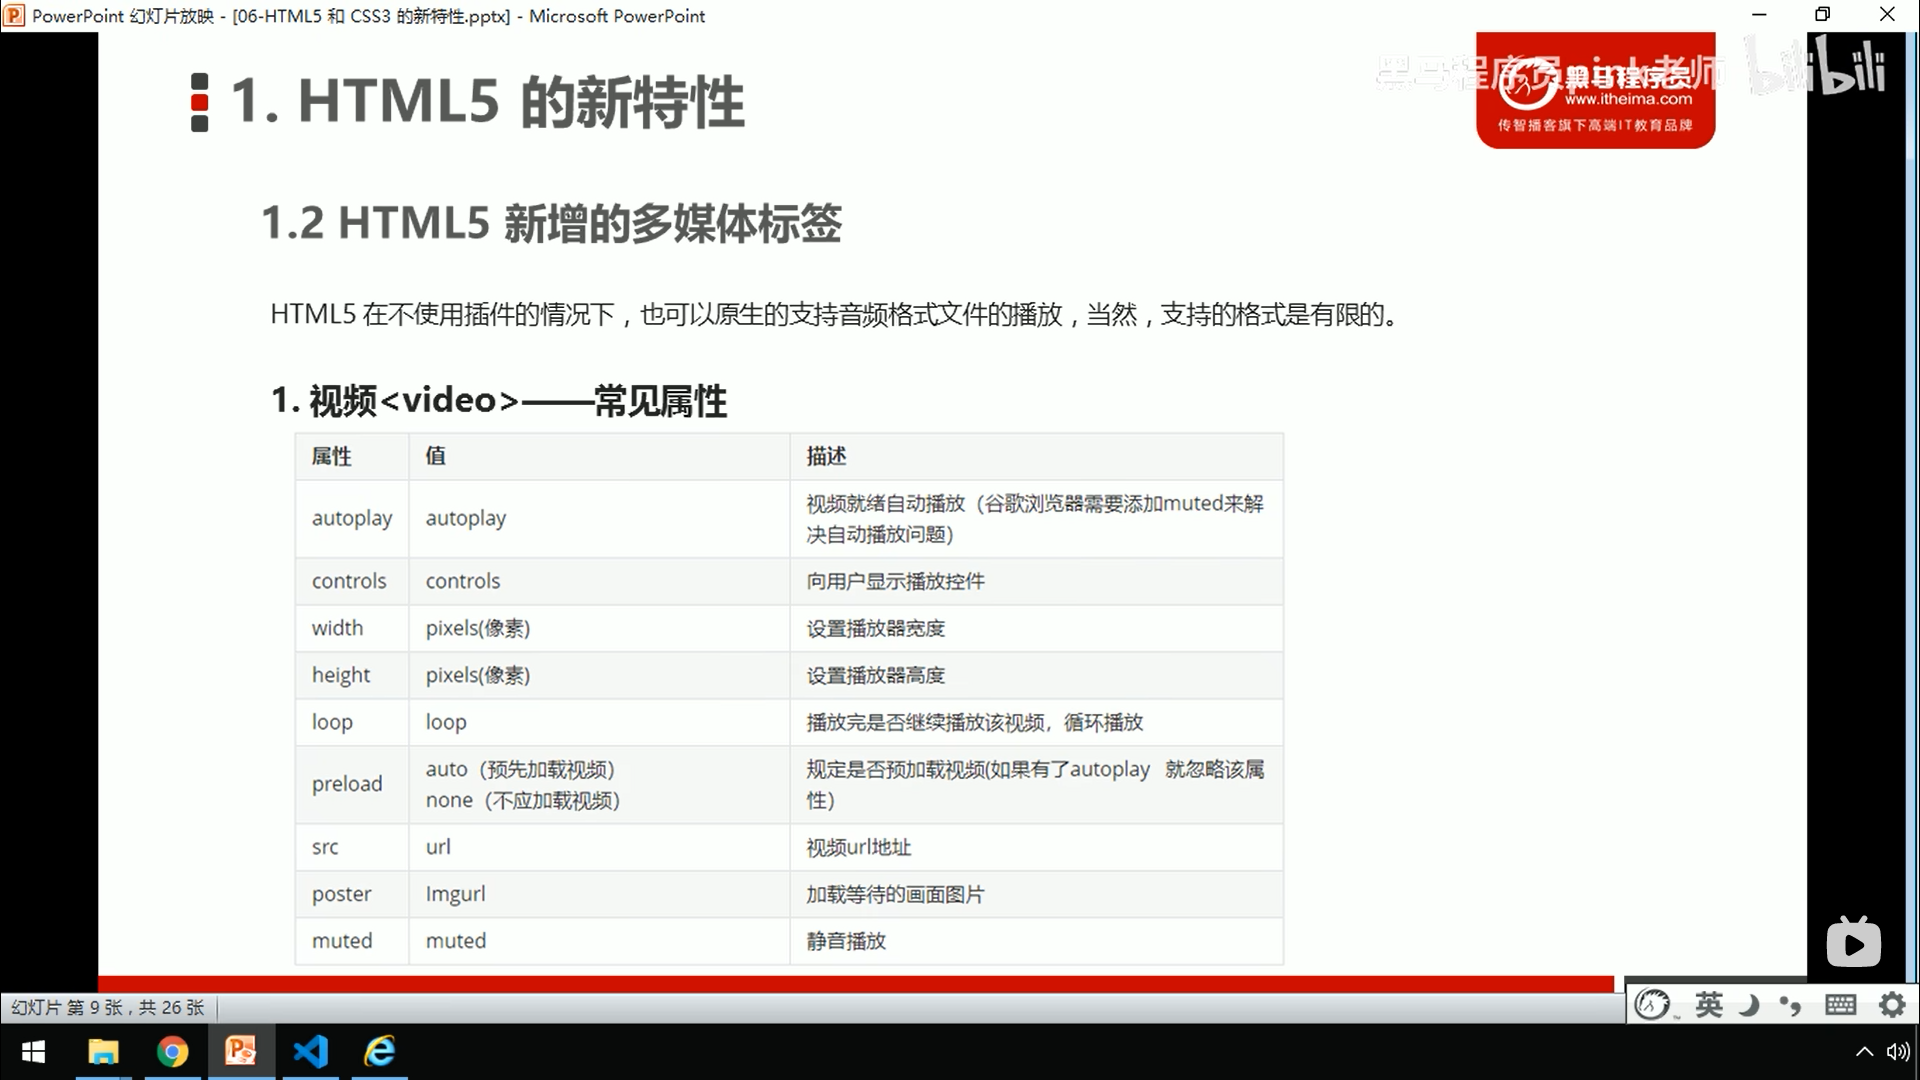 PowerPoint 幻灯片放映 - [06-HTML5 和 CSS3 的新特性.pptx] - Microsoft PowerPoint
1. HTML5 的新特性
黑马程序员pink老师
bilibili
黑马程序员
www.itheima.com
传智播客旗下高端IT教育品牌
1.2 HTML5 新增的多媒体标签
HTML5 在不使用插件的情况下，也可以原生的支持音频格式文件的播放，当然，支持的格式是有限的。
1. 视频<video>——常见属性
属性 值 描述
autoplay autoplay 视频就绪自动播放（谷歌浏览器需要添加muted来解
决自动播放问题）
controls controls 向用户显示播放控件
width pixels(像素) 设置播放器宽度
height pixels(像素) 设置播放器高度
loop loop 播放完是否继续播放该视频，循环播放
preload auto（预先加载视频） 规定是否预加载视频(如果有了autoplay 就忽略该属
none（不应加载视频） 性）
src url 视频url地址
poster Imgurl 加载等待的画面图片
muted muted 静音播放
幻灯片 第 9 张，共 26 张
英